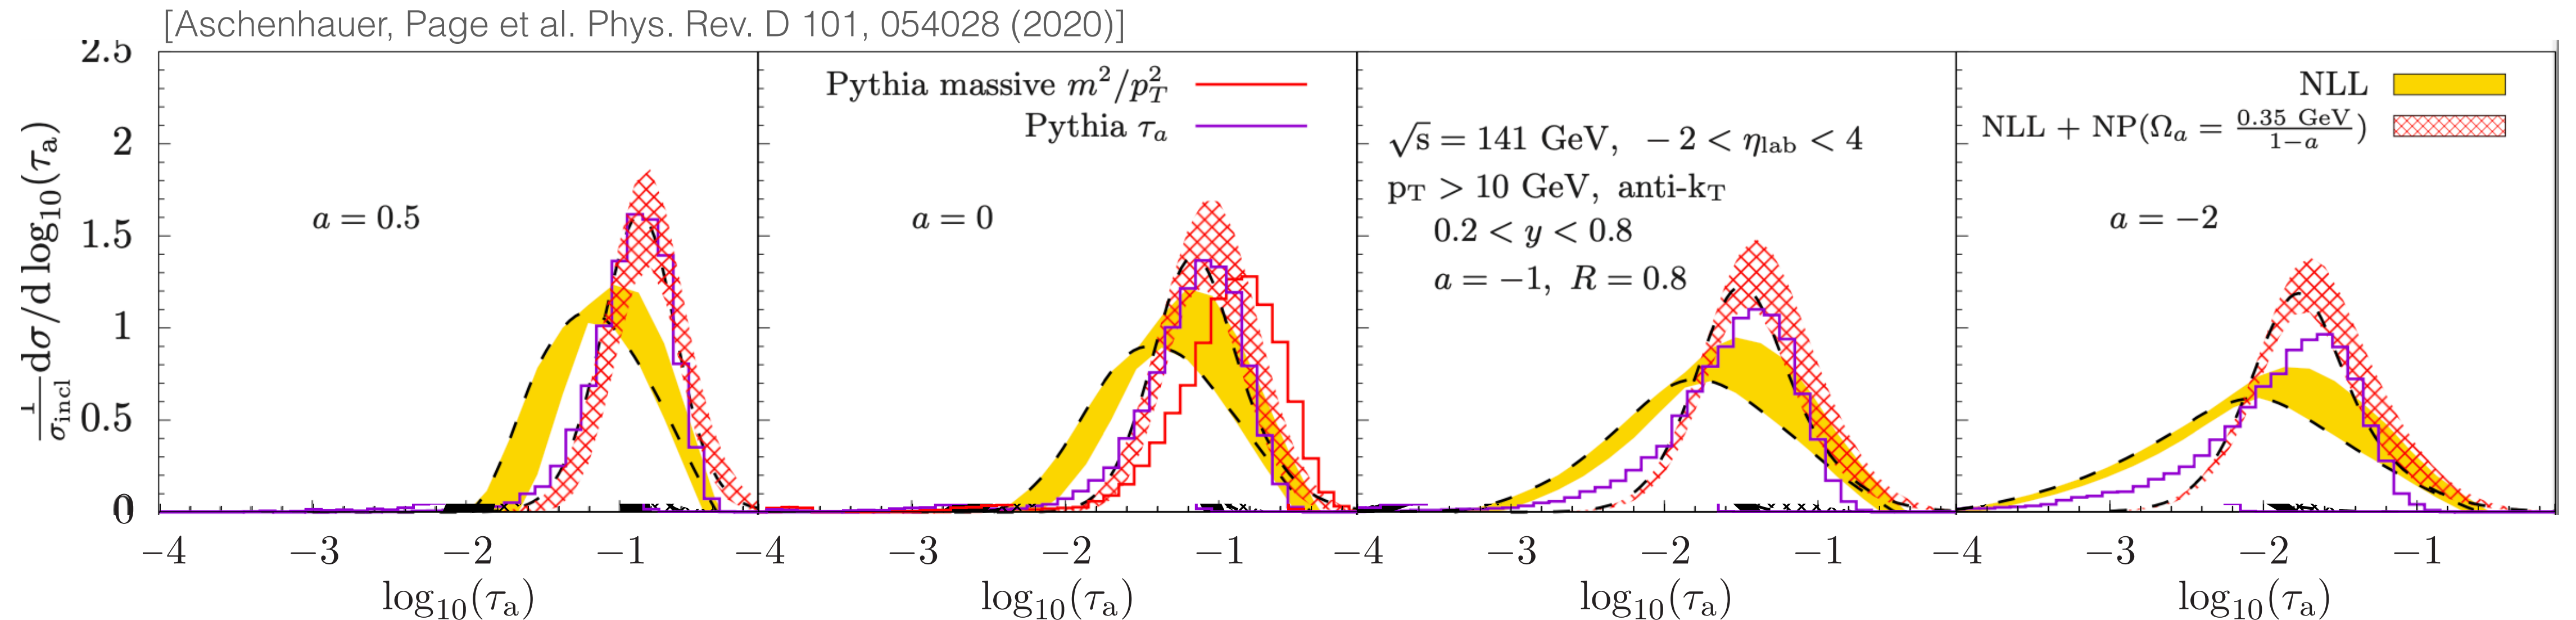 [Aschenhauer, Page et al. Phys. Rev. D 101, 054028 (2020)]
2.5
2
1.5
1
0.5
0
1/σ_incl dσ/d log₁₀(τₐ)
a = 0.5
Pythia massive m²/p_T²
Pythia τₐ
a = 0
√s = 141 GeV, − 2 < η_lab < 4
p_T > 10 GeV, anti-k_T
0.2 < y < 0.8
a = −1, R = 0.8
NLL
NLL + NP(Ωₐ = 0.35 GeV/1−a)
a = −2
−4 −3 −2 −1 −4 −3 −2 −1 −4 −3 −2 −1 −4 −3 −2 −1
log₁₀(τₐ) log₁₀(τₐ) log₁₀(τₐ) log₁₀(τₐ)